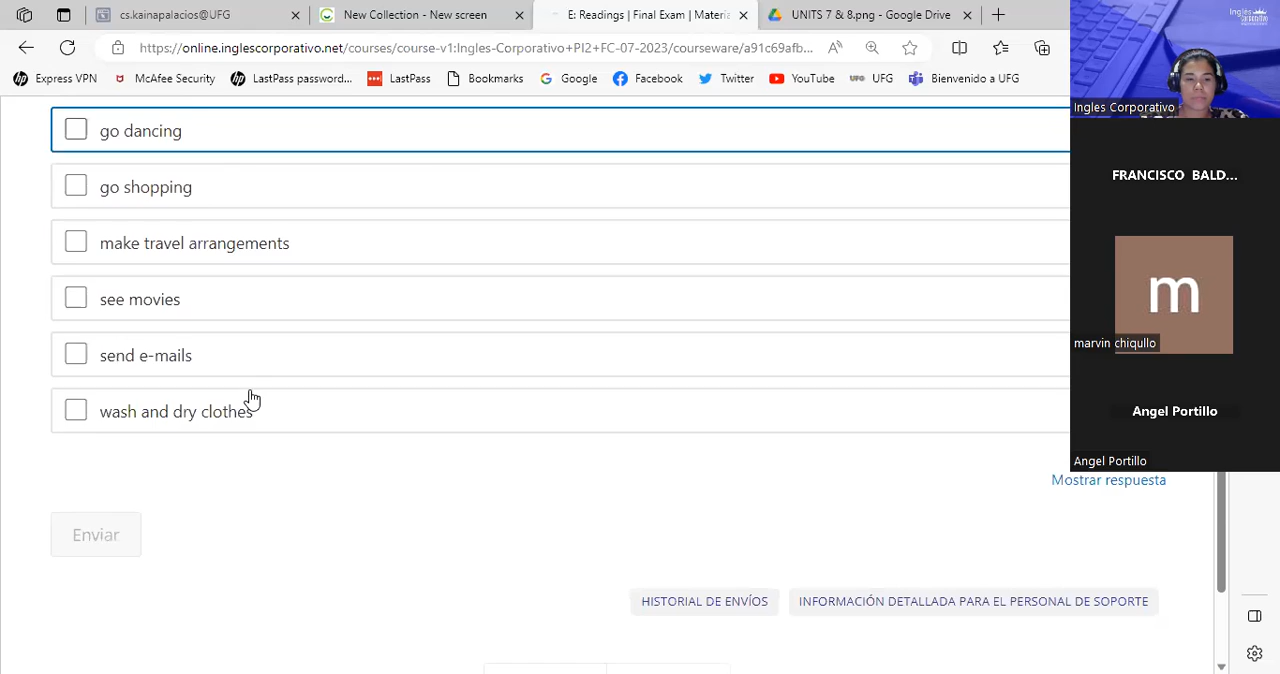 cs.kainapalacios@UFG
New Collection - New screen
E: Readings | Final Exam | Materia
UNITS 7 & 8.png - Google Drive
https://online.inglescorporativo.net/courses/course-v1:Ingles-Corporativo+PI2+FC-07-2023/courseware/a91c69afb...
Express VPN
McAfee Security
LastPass password...
LastPass
Bookmarks
Google
Facebook
Twitter
YouTube
UFG
Bienvenido a UFG
go dancing
go shopping
make travel arrangements
see movies
send e-mails
wash and dry clothes
Mostrar respuesta
Enviar
HISTORIAL DE ENVÍOS
INFORMACIÓN DETALLADA PARA EL PERSONAL DE SOPORTE
Ingles Corporativo
FRANCISCO BALD...
m
marvin chiqullo
Angel Portillo
Angel Portillo